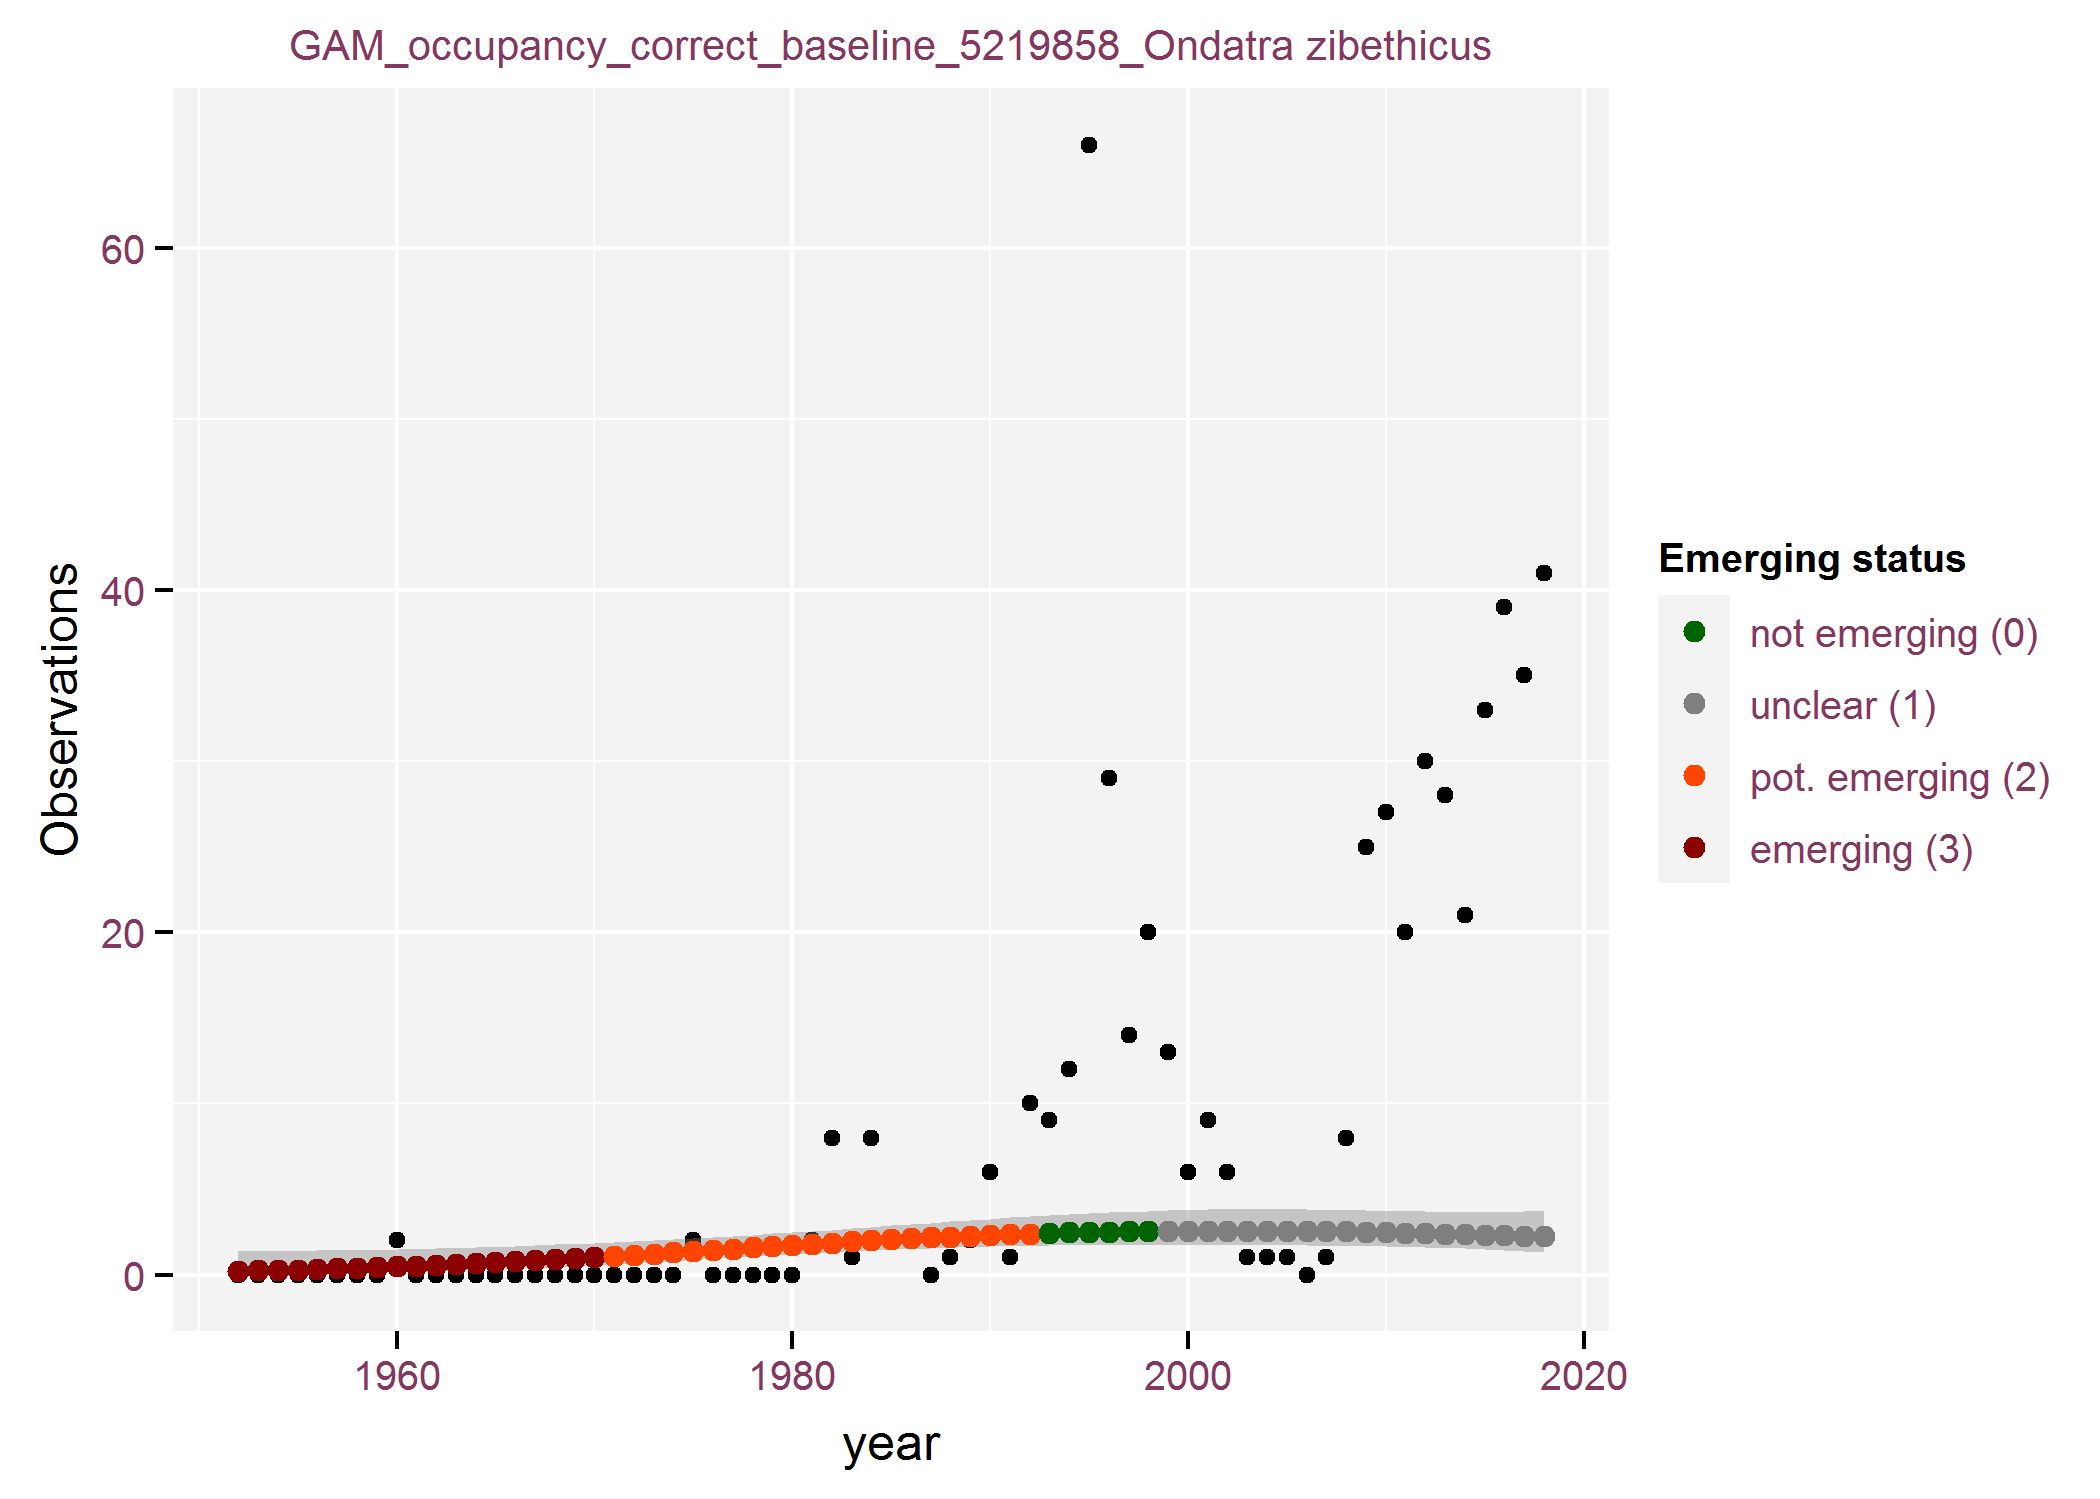 GAM_occupancy_correct_baseline_5219858_Ondatra zibethicus
Observations
60
40
20
0
1960 1980 2000 2020
year
Emerging status
not emerging (0)
unclear (1)
pot. emerging (2)
emerging (3)